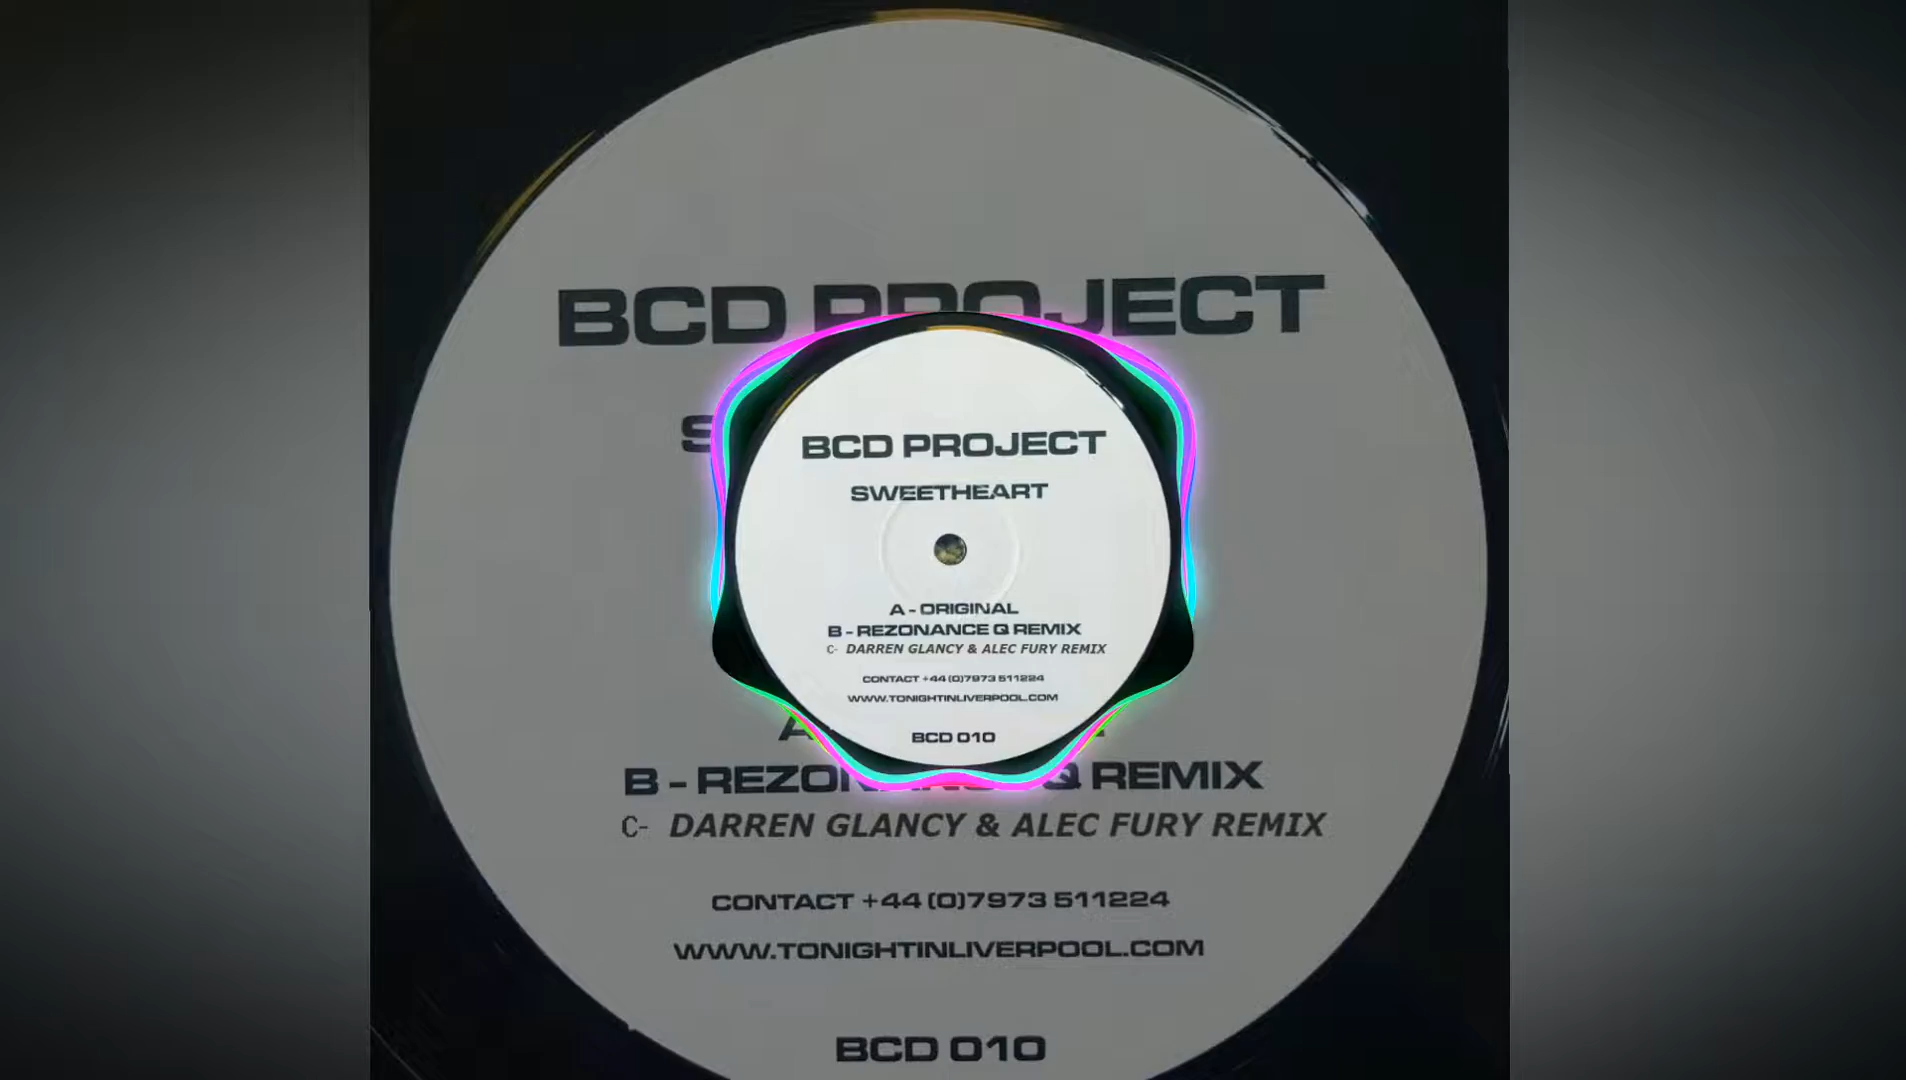 BCD PROJECT
BCD PROJECT
SWEETHEART
A - ORIGINAL
B - REZONANCE Q REMIX
C- DARREN GLANCY & ALEC FURY REMIX
CONTACT +44 (0)7973 511224
WWW.TONIGHTINLIVERPOOL.COM
BCD 010
B - REZONANCE Q REMIX
C- DARREN GLANCY & ALEC FURY REMIX
CONTACT +44 (0)7973 511224
WWW.TONIGHTINLIVERPOOL.COM
BCD 010